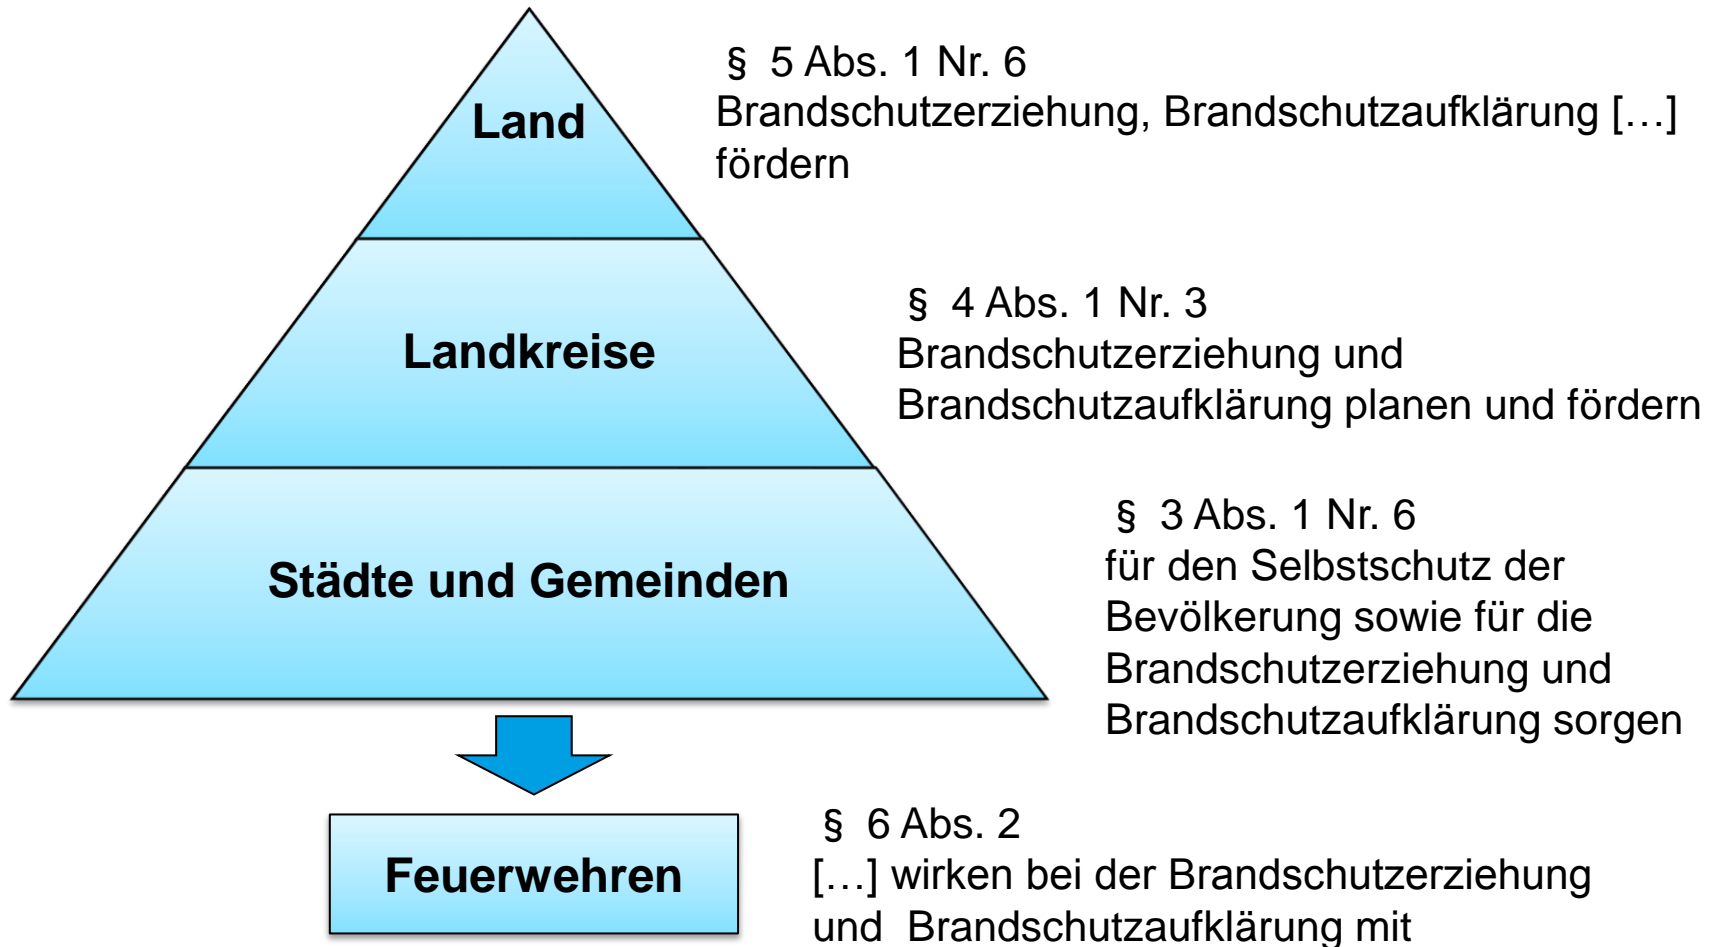 Land
§ 5 Abs. 1 Nr. 6
Brandschutzerziehung, Brandschutzaufklärung […]
fördern
Landkreise
§ 4 Abs. 1 Nr. 3
Brandschutzerziehung und
Brandschutzaufklärung planen und fördern
Städte und Gemeinden
§ 3 Abs. 1 Nr. 6
für den Selbstschutz der
Bevölkerung sowie für die
Brandschutzerziehung und
Brandschutzaufklärung sorgen
Feuerwehren
§ 6 Abs. 2
[…] wirken bei der Brandschutzerziehung
und Brandschutzaufklärung mit